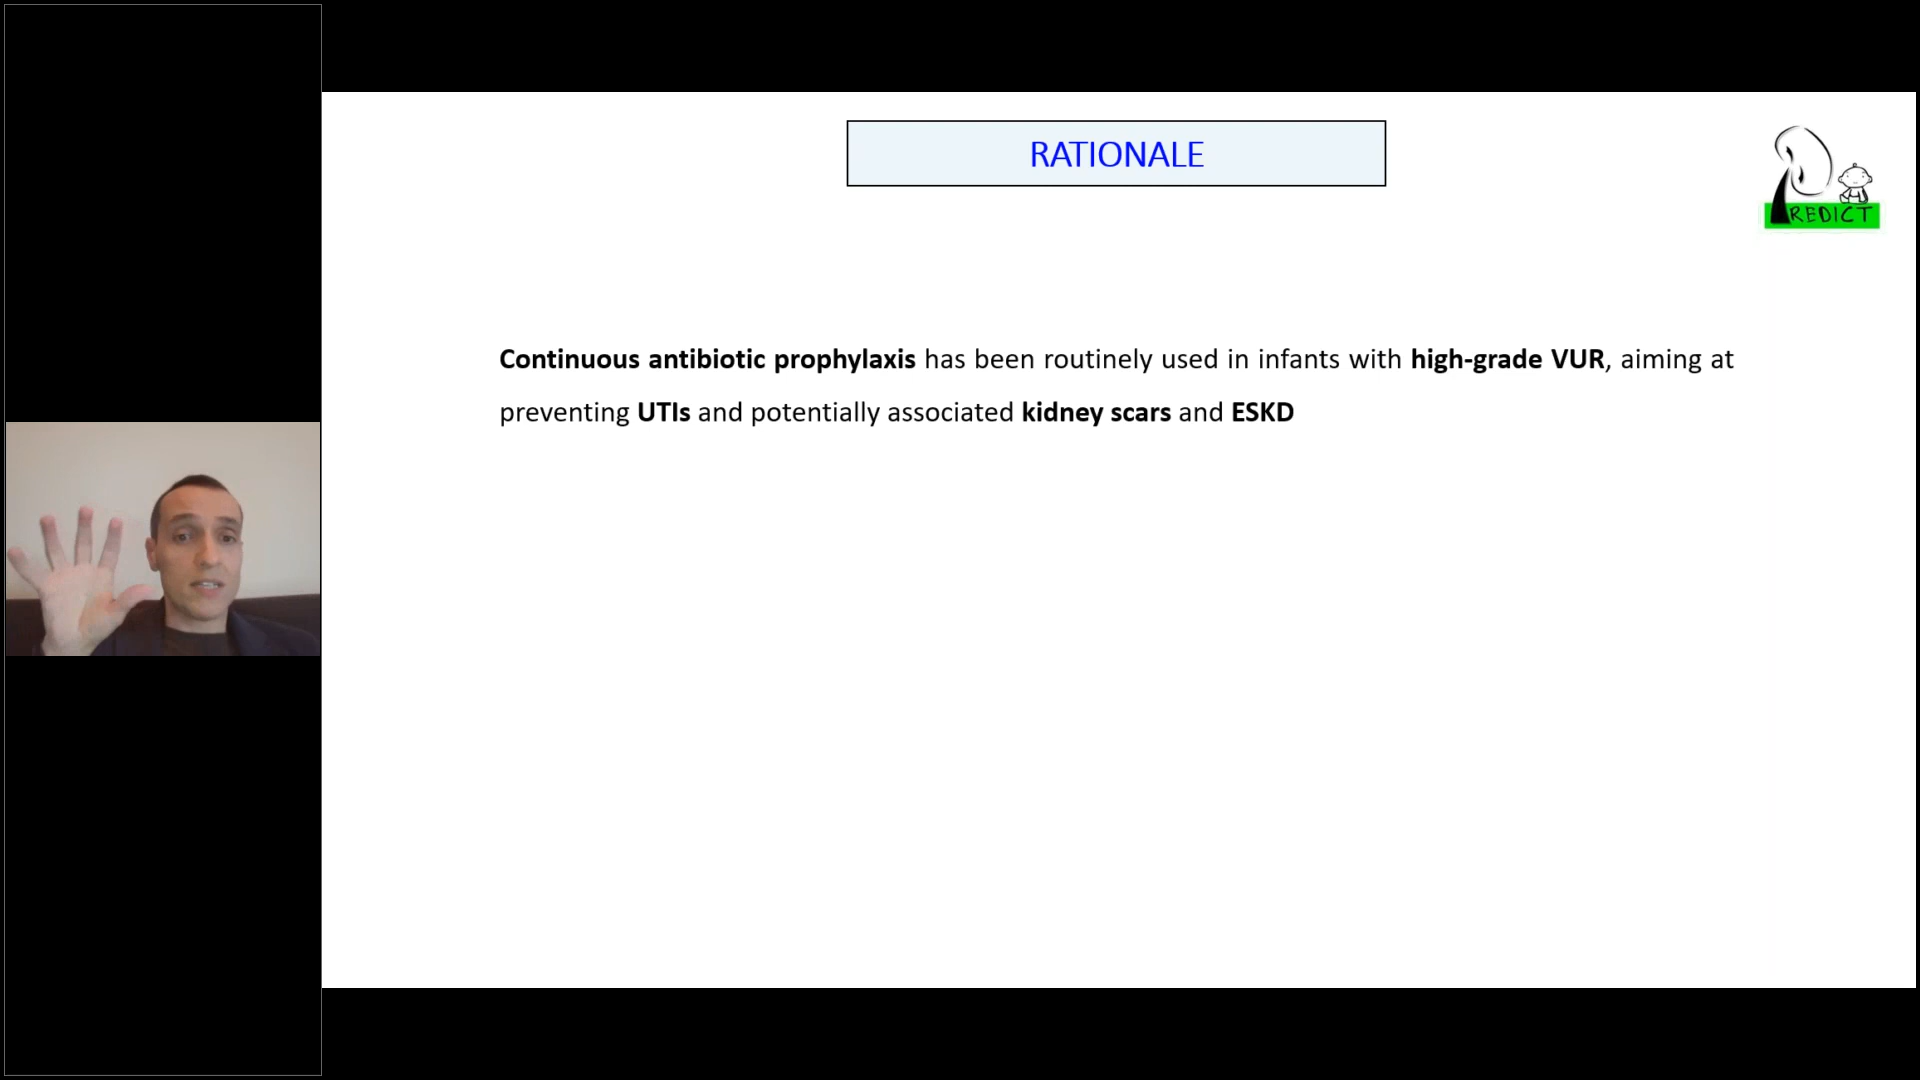 RATIONALE
PREDICT
Continuous antibiotic prophylaxis has been routinely used in infants with high-grade VUR, aiming at
preventing UTIs and potentially associated kidney scars and ESKD